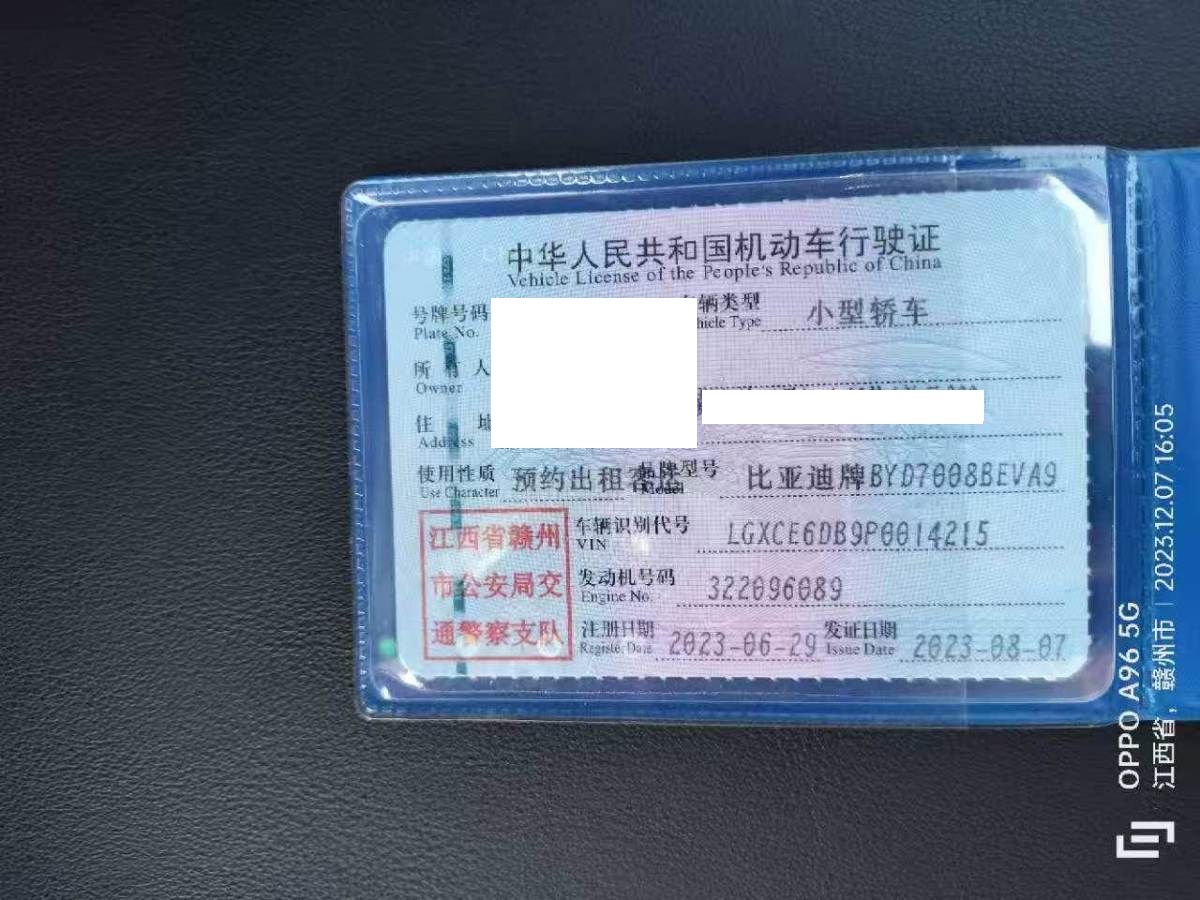 中华人民共和国机动车行驶证
Vehicle License of the People's Republic of China
号牌号码 车辆类型 小型轿车
Plate No. Vehicle Type
所有人
Owner
住 址
Address
使用性质 预约出租客运 品牌型号 比亚迪牌BYD7008BEVA9
Use Character Model
江西省赣州 车辆识别代号 LGXCE6DB9P0014215
VIN
市公安局交 发动机号码 322096089
Engine No.
通警察支队 注册日期 2023-06-29 发证日期 2023-08-07
Register Date Issue Date
OPPO A96 5G
江西省，赣州市 | 2023.12.07 16:05